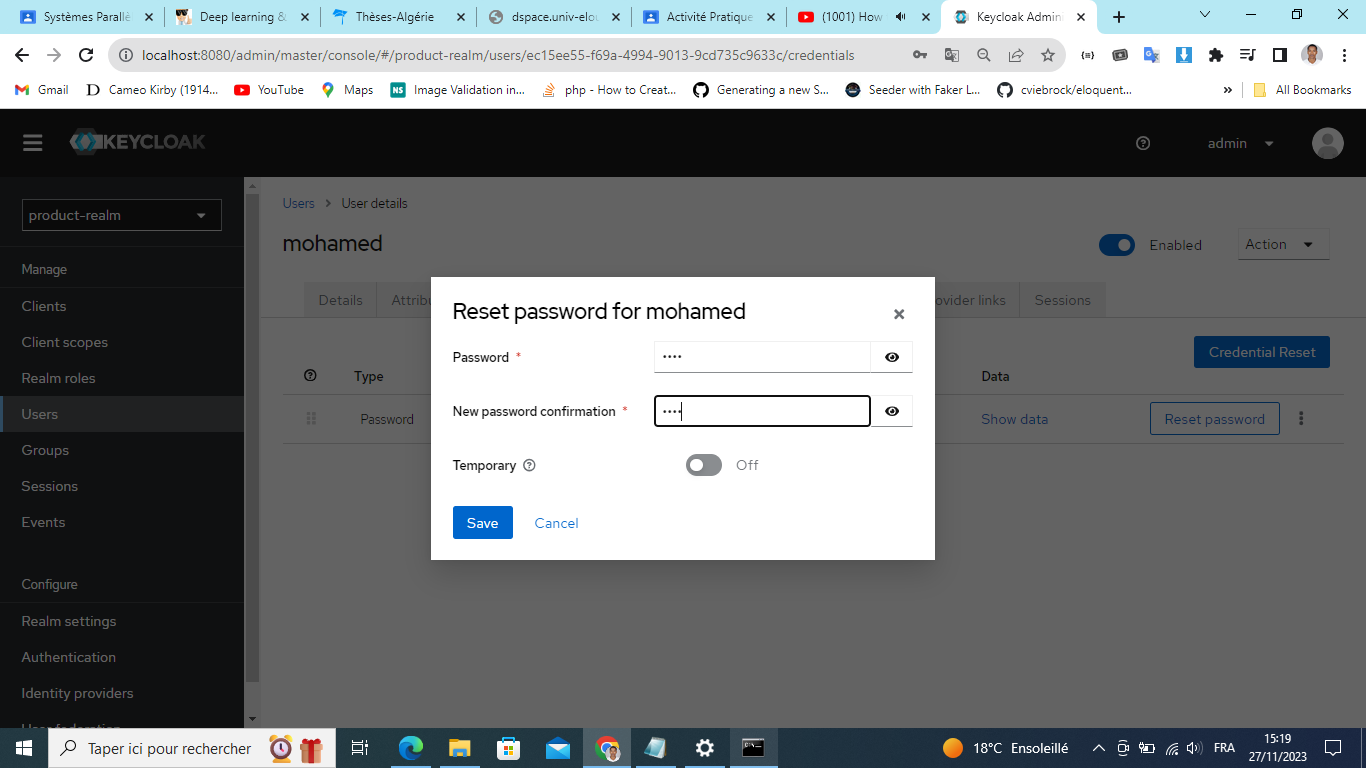 Systèmes Parallè
Deep learning &
Thèses-Algérie
dspace.univ-elou
Activité Pratique
(1001) How
Keycloak Admin
localhost:8080/admin/master/console/#/product-realm/users/ec15ee55-f69a-4994-9013-9cd735c9633c/credentials
Gmail
Cameo Kirby (1914...
YouTube
Maps
NS
Image Validation in...
php - How to Creat...
Generating a new S...
Seeder with Faker L...
cviebrock/eloquent...
»
All Bookmarks
KEYCLOAK
admin
product-realm
Manage
Clients
Client scopes
Realm roles
Users
Groups
Sessions
Events
Configure
Realm settings
Authentication
Identity providers
User federation
Users > User details
mohamed
Enabled
Action
Details
Attribu
ovider links
Sessions
Credential Reset
Type
Data
Password
Show data
Reset password
Reset password for mohamed
Password *
New password confirmation *
Temporary
Off
Save
Cancel
Taper ici pour rechercher
18°C Ensoleillé
FRA
15:19
27/11/2023